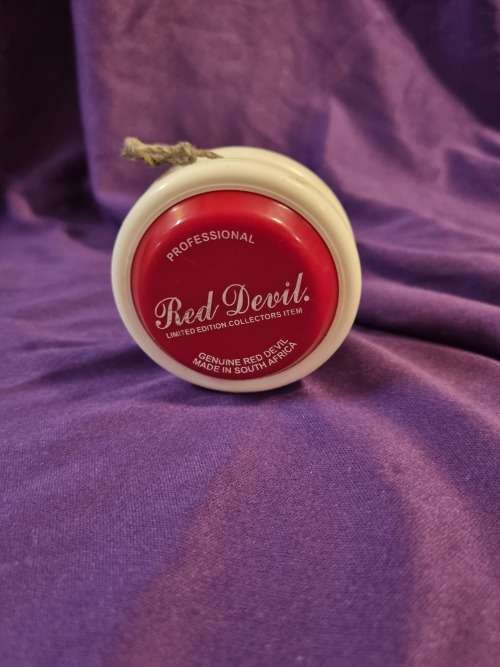 PROFESSIONAL
Red Devil.
LIMITED EDITION COLLECTORS ITEM
GENUINE RED DEVIL
MADE IN SOUTH AFRICA